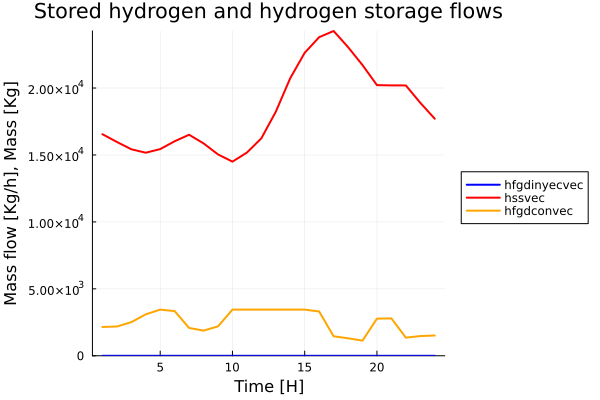 Stored hydrogen and hydrogen storage flows
Mass flow [Kg/h], Mass [Kg]
2.00×10⁴
1.50×10⁴
1.00×10⁴
5.00×10³
0
5 10 15 20
Time [H]
hfgdinyecvec
hssvec
hfgdconvec